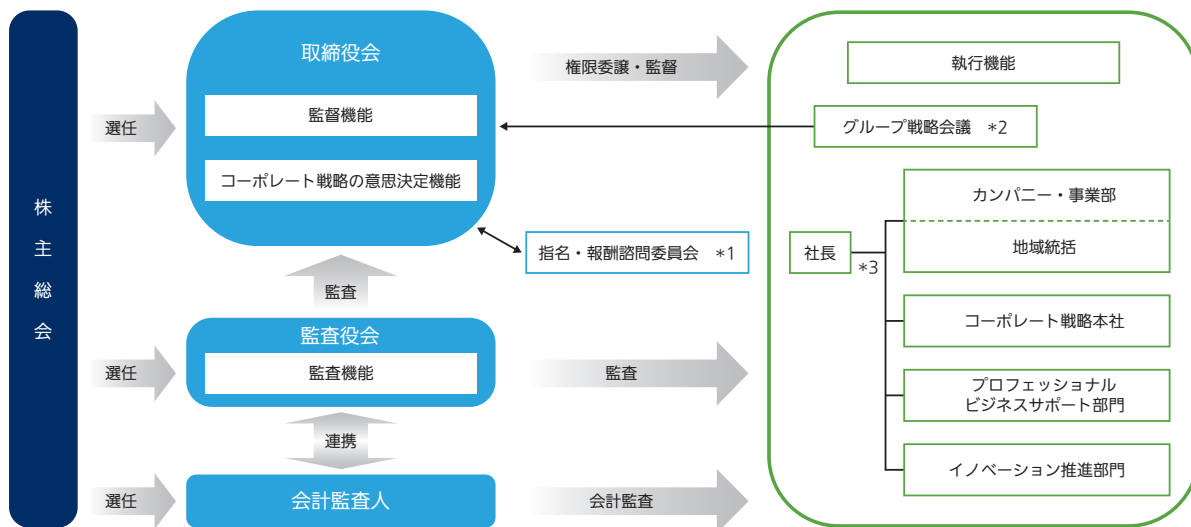 株主総会
選任
取締役会
監督機能
コーポレート戦略の意思決定機能
権限委譲・監督
執行機能
グループ戦略会議 *2
指名・報酬諮問委員会 *1
社長
*3
カンパニー・事業部
地域統括
コーポレート戦略本社
プロフェッショナル
ビジネスサポート部門
イノベーション推進部門
監査
選任
監査役会
監査機能
監査
連携
選任
会計監査人
会計監査